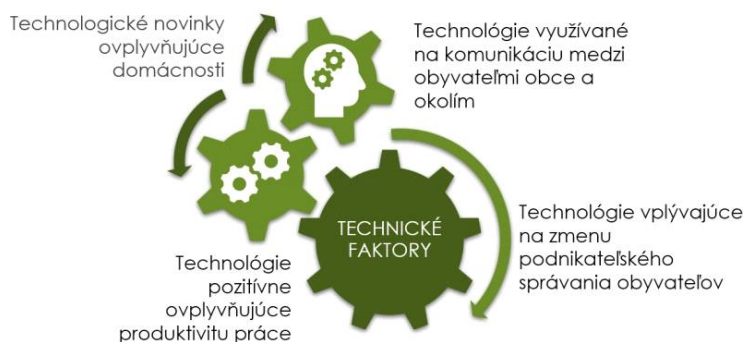 Technologické novinky
ovplyvňujúce
domácnosti
Technológie využívané
na komunikáciu medzi
obyvateľmi obce a
okolím
TECHNICKÉ
FAKTORY
Technológie vplývajúce
na zmenu
podnikateľského
správania obyvateľov
Technológie
pozitívne
ovplyvňujúce
produktivitu práce